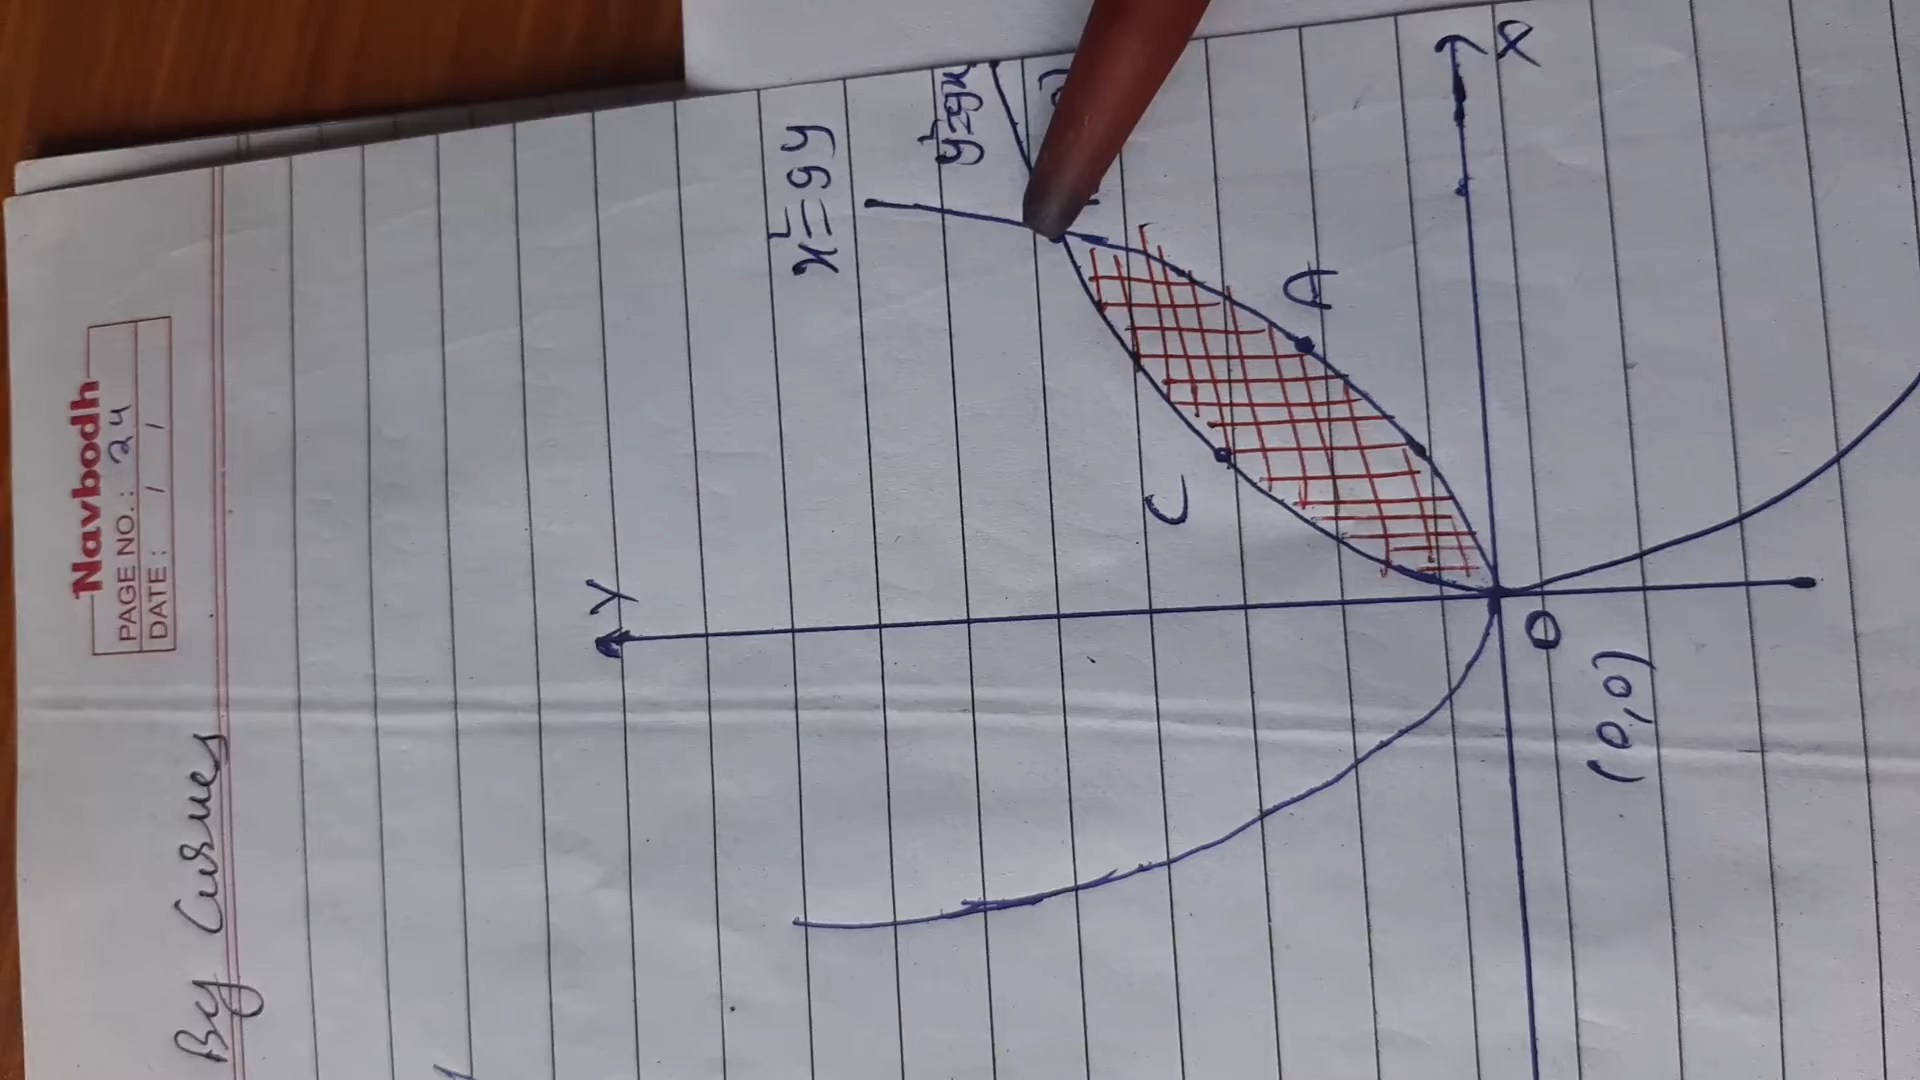 Navbodh
PAGE NO.: 24
DATE: / /
By Curves
Y
x²=9y
y²=9x
C
A
O
(0,0)
X